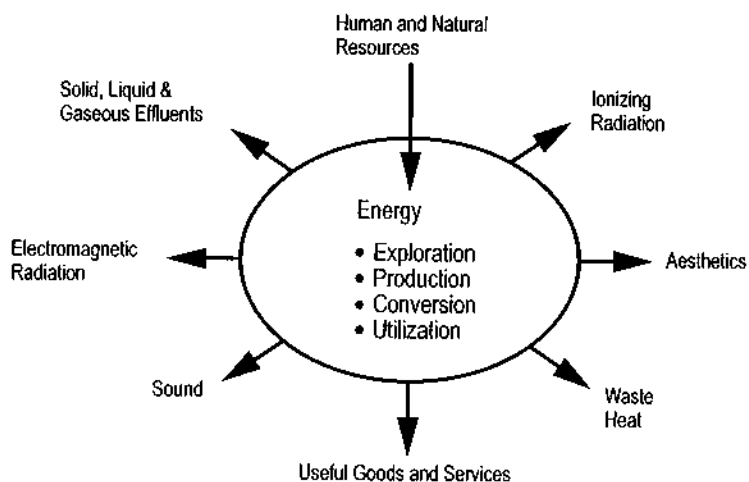 Human and Natural
Resources
Solid, Liquid &
Gaseous Effluents
Ionizing
Radiation
Energy
• Exploration
• Production
• Conversion
• Utilization
Electromagnetic
Radiation
Aesthetics
Sound
Waste
Heat
Useful Goods and Services